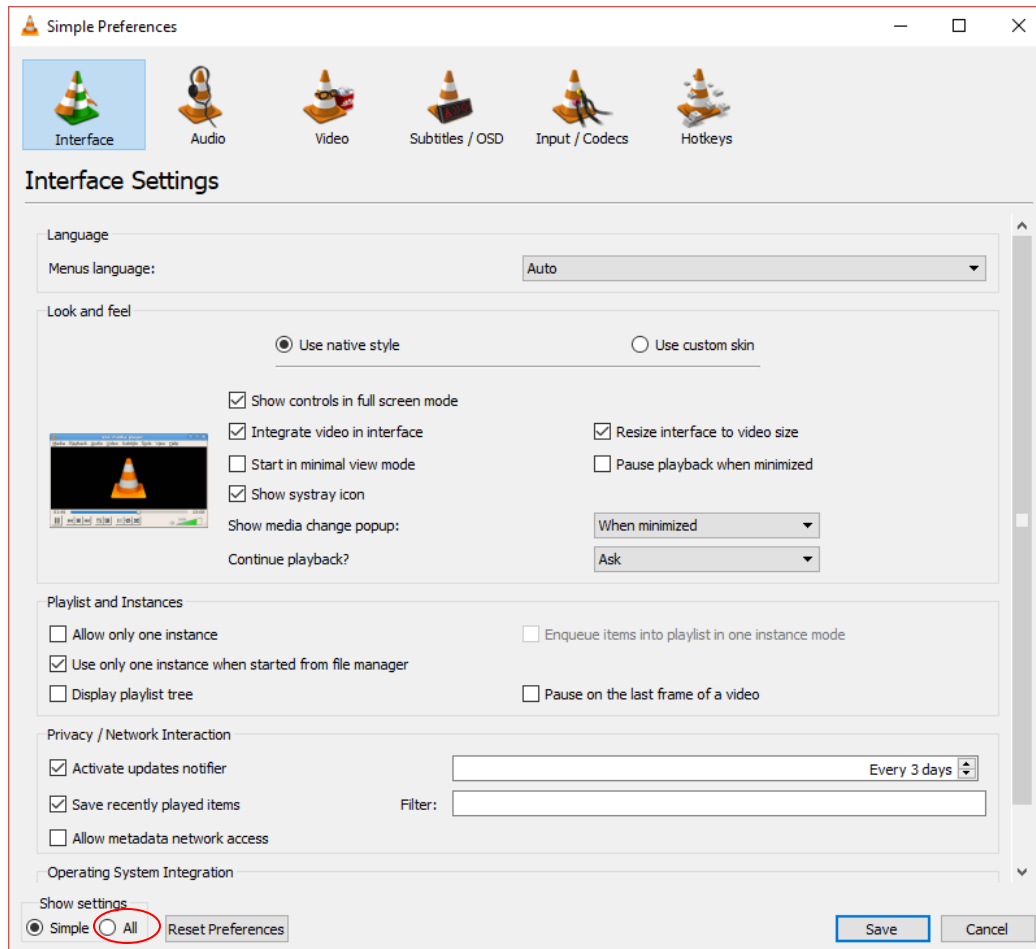 Simple Preferences
Interface Audio Video Subtitles / OSD Input / Codecs Hotkeys
Interface Settings
Language
Menus language: Auto
Look and feel
Use native style Use custom skin
Show controls in full screen mode
Integrate video in interface Resize interface to video size
Start in minimal view mode Pause playback when minimized
Show systray icon
Show media change popup: When minimized
Continue playback? Ask
Playlist and Instances
Allow only one instance Enqueue items into playlist in one instance mode
Use only one instance when started from file manager
Display playlist tree Pause on the last frame of a video
Privacy / Network Interaction
Activate updates notifier Every 3 days
Save recently played items Filter:
Allow metadata network access
Operating System Integration
Show settings
Simple All Reset Preferences Save Cancel